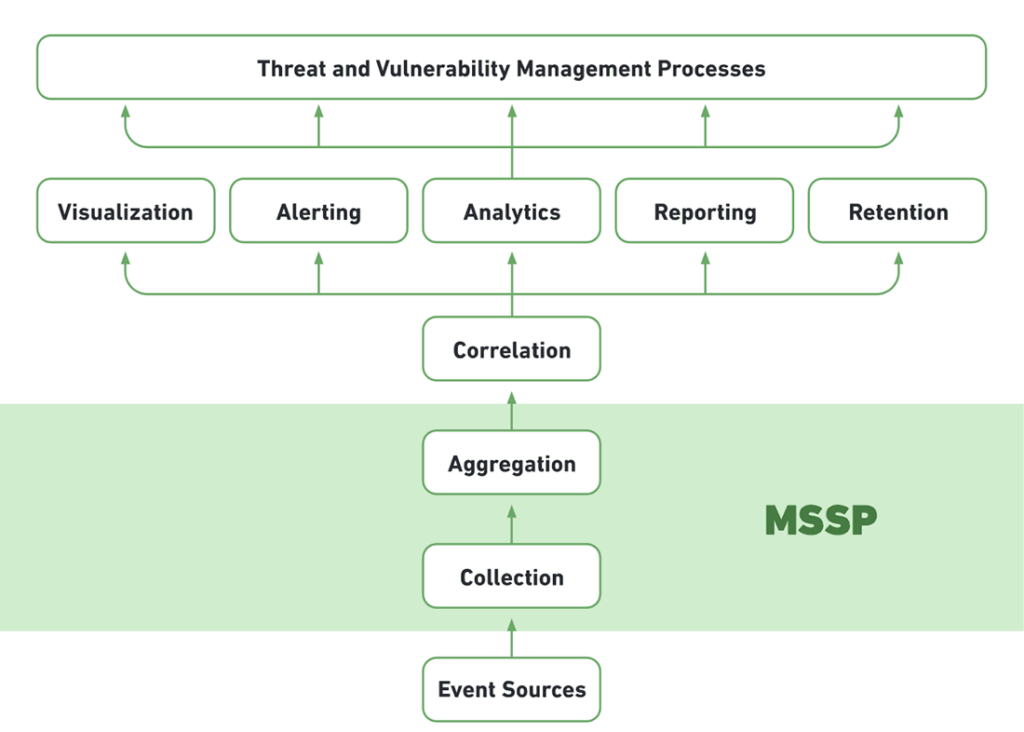 Threat and Vulnerability Management Processes
Visualization
Alerting
Analytics
Reporting
Retention
Correlation
Aggregation
MSSP
Collection
Event Sources